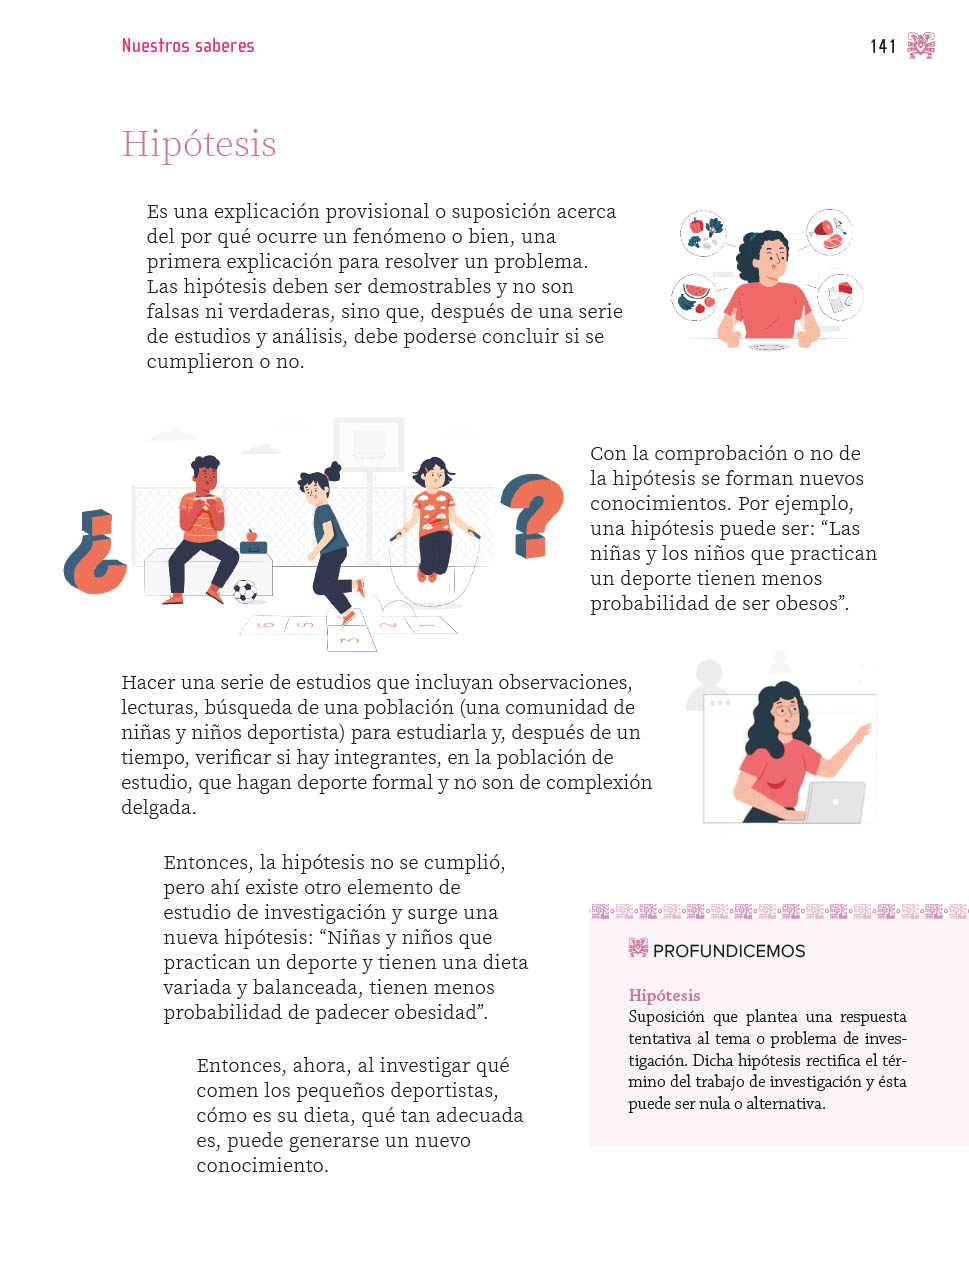 Nuestros saberes
141
Hipótesis
Es una explicación provisional o suposición acerca
del por qué ocurre un fenómeno o bien, una
primera explicación para resolver un problema.
Las hipótesis deben ser demostrables y no son
falsas ni verdaderas, sino que, después de una serie
de estudios y análisis, debe poderse concluir si se
cumplieron o no.
¿
?
6
5
3
2
1
Con la comprobación o no de
la hipótesis se forman nuevos
conocimientos. Por ejemplo,
una hipótesis puede ser: “Las
niñas y los niños que practican
un deporte tienen menos
probabilidad de ser obesos”.
Hacer una serie de estudios que incluyan observaciones,
lecturas, búsqueda de una población (una comunidad de
niñas y niños deportista) para estudiarla y, después de un
tiempo, verificar si hay integrantes, en la población de
estudio, que hagan deporte formal y no son de complexión
delgada.
Entonces, la hipótesis no se cumplió,
pero ahí existe otro elemento de
estudio de investigación y surge una
nueva hipótesis: “Niñas y niños que
practican un deporte y tienen una dieta
variada y balanceada, tienen menos
probabilidad de padecer obesidad”.
Entonces, ahora, al investigar qué
comen los pequeños deportistas,
cómo es su dieta, qué tan adecuada
es, puede generarse un nuevo
conocimiento.
PROFUNDICEMOS
Hipótesis
Suposición que plantea una respuesta
tentativa al tema o problema de inves-
tigación. Dicha hipótesis rectifica el tér-
mino del trabajo de investigación y ésta
puede ser nula o alternativa.